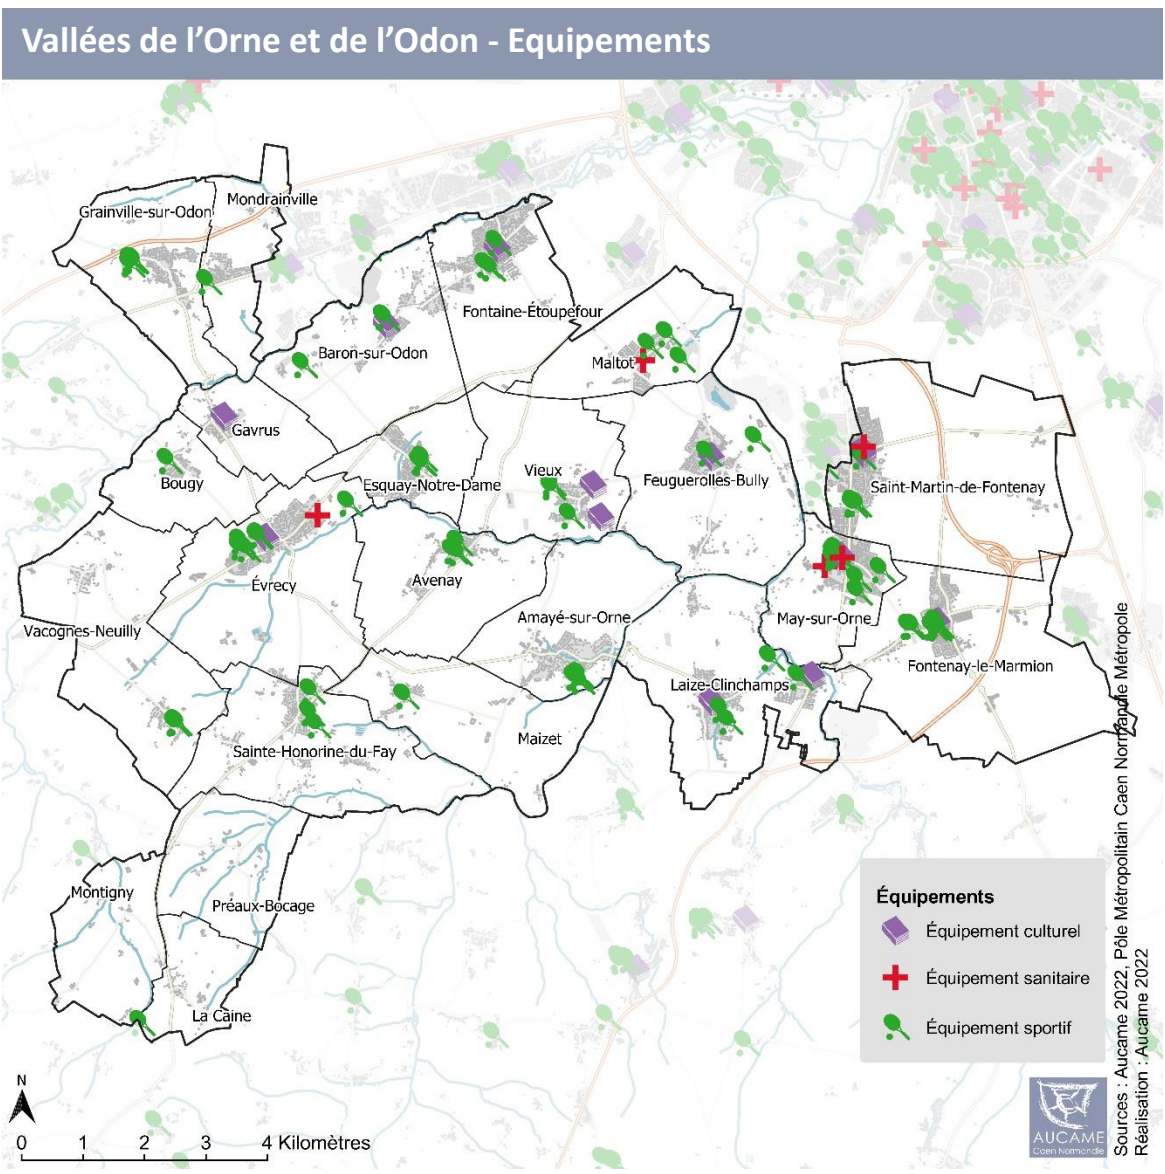 Vallées de l'Orne et de l'Odon - Equipements
Mondrainville
Grainville-sur-Odon
Fontaine-Étoupefour
Baron-sur-Odon
Maltot
Gavrus
Bougy
Esquay-Notre-Dame
Vieux
Feuguerolles-Bully
Saint-Martin-de-Fontenay
Évrecy
Avenay
Vacognes-Neuilly
Amayé-sur-Orne
May-sur-Orne
Fontenay-le-Marmion
Laize-Clinchamps
Sainte-Honorine-du-Fay
Maizet
Montigny
Préaux-Bocage
La Caine
Équipements
Équipement culturel
Équipement sanitaire
Équipement sportif
N
0 1 2 3 4 Kilomètres
AUCAME
Caen Normandie
Sources : Aucame 2022, Pôle Métropolitain Caen Normandie Métropole
Réalisation : Aucame 2022